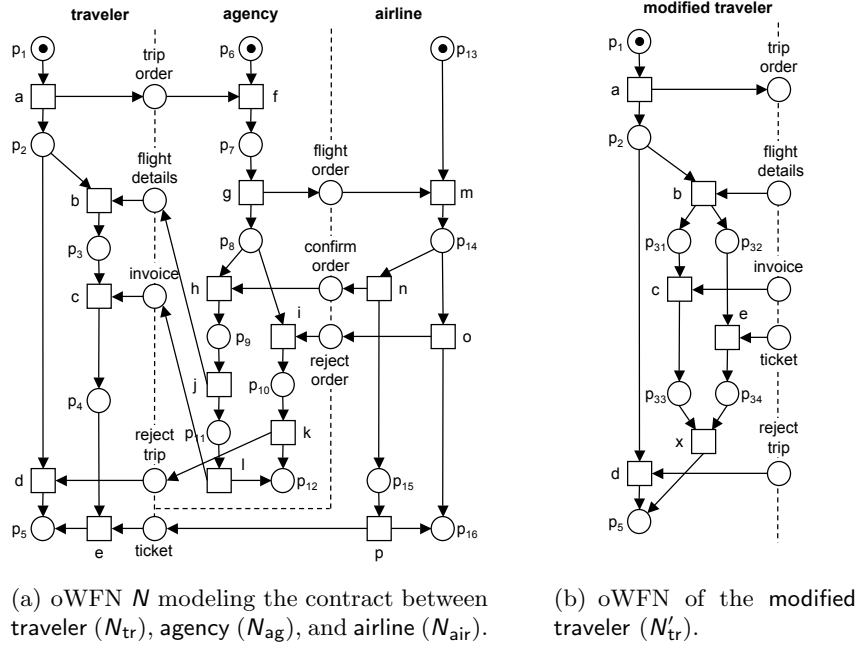 traveler agency airline
p1 p6 p13
trip
order
a f
p2 p7
flight
order
flight
details
b g m
p3 p8 confirm
order
p14
invoice
c h n
i o
p9 reject
order
j p10
p4 p11 k
reject
trip
d l p12 p15
p5 e ticket p p16
(a) oWFN N modeling the contract between
traveler (Ntr), agency (Nag), and airline (Nair).
modified traveler
p1
trip
order
a
p2
flight
details
b
p31 p32
invoice
c
e
ticket
p33 p34
reject
trip
x
d
p5
(b) oWFN of the modified
traveler (N′tr).